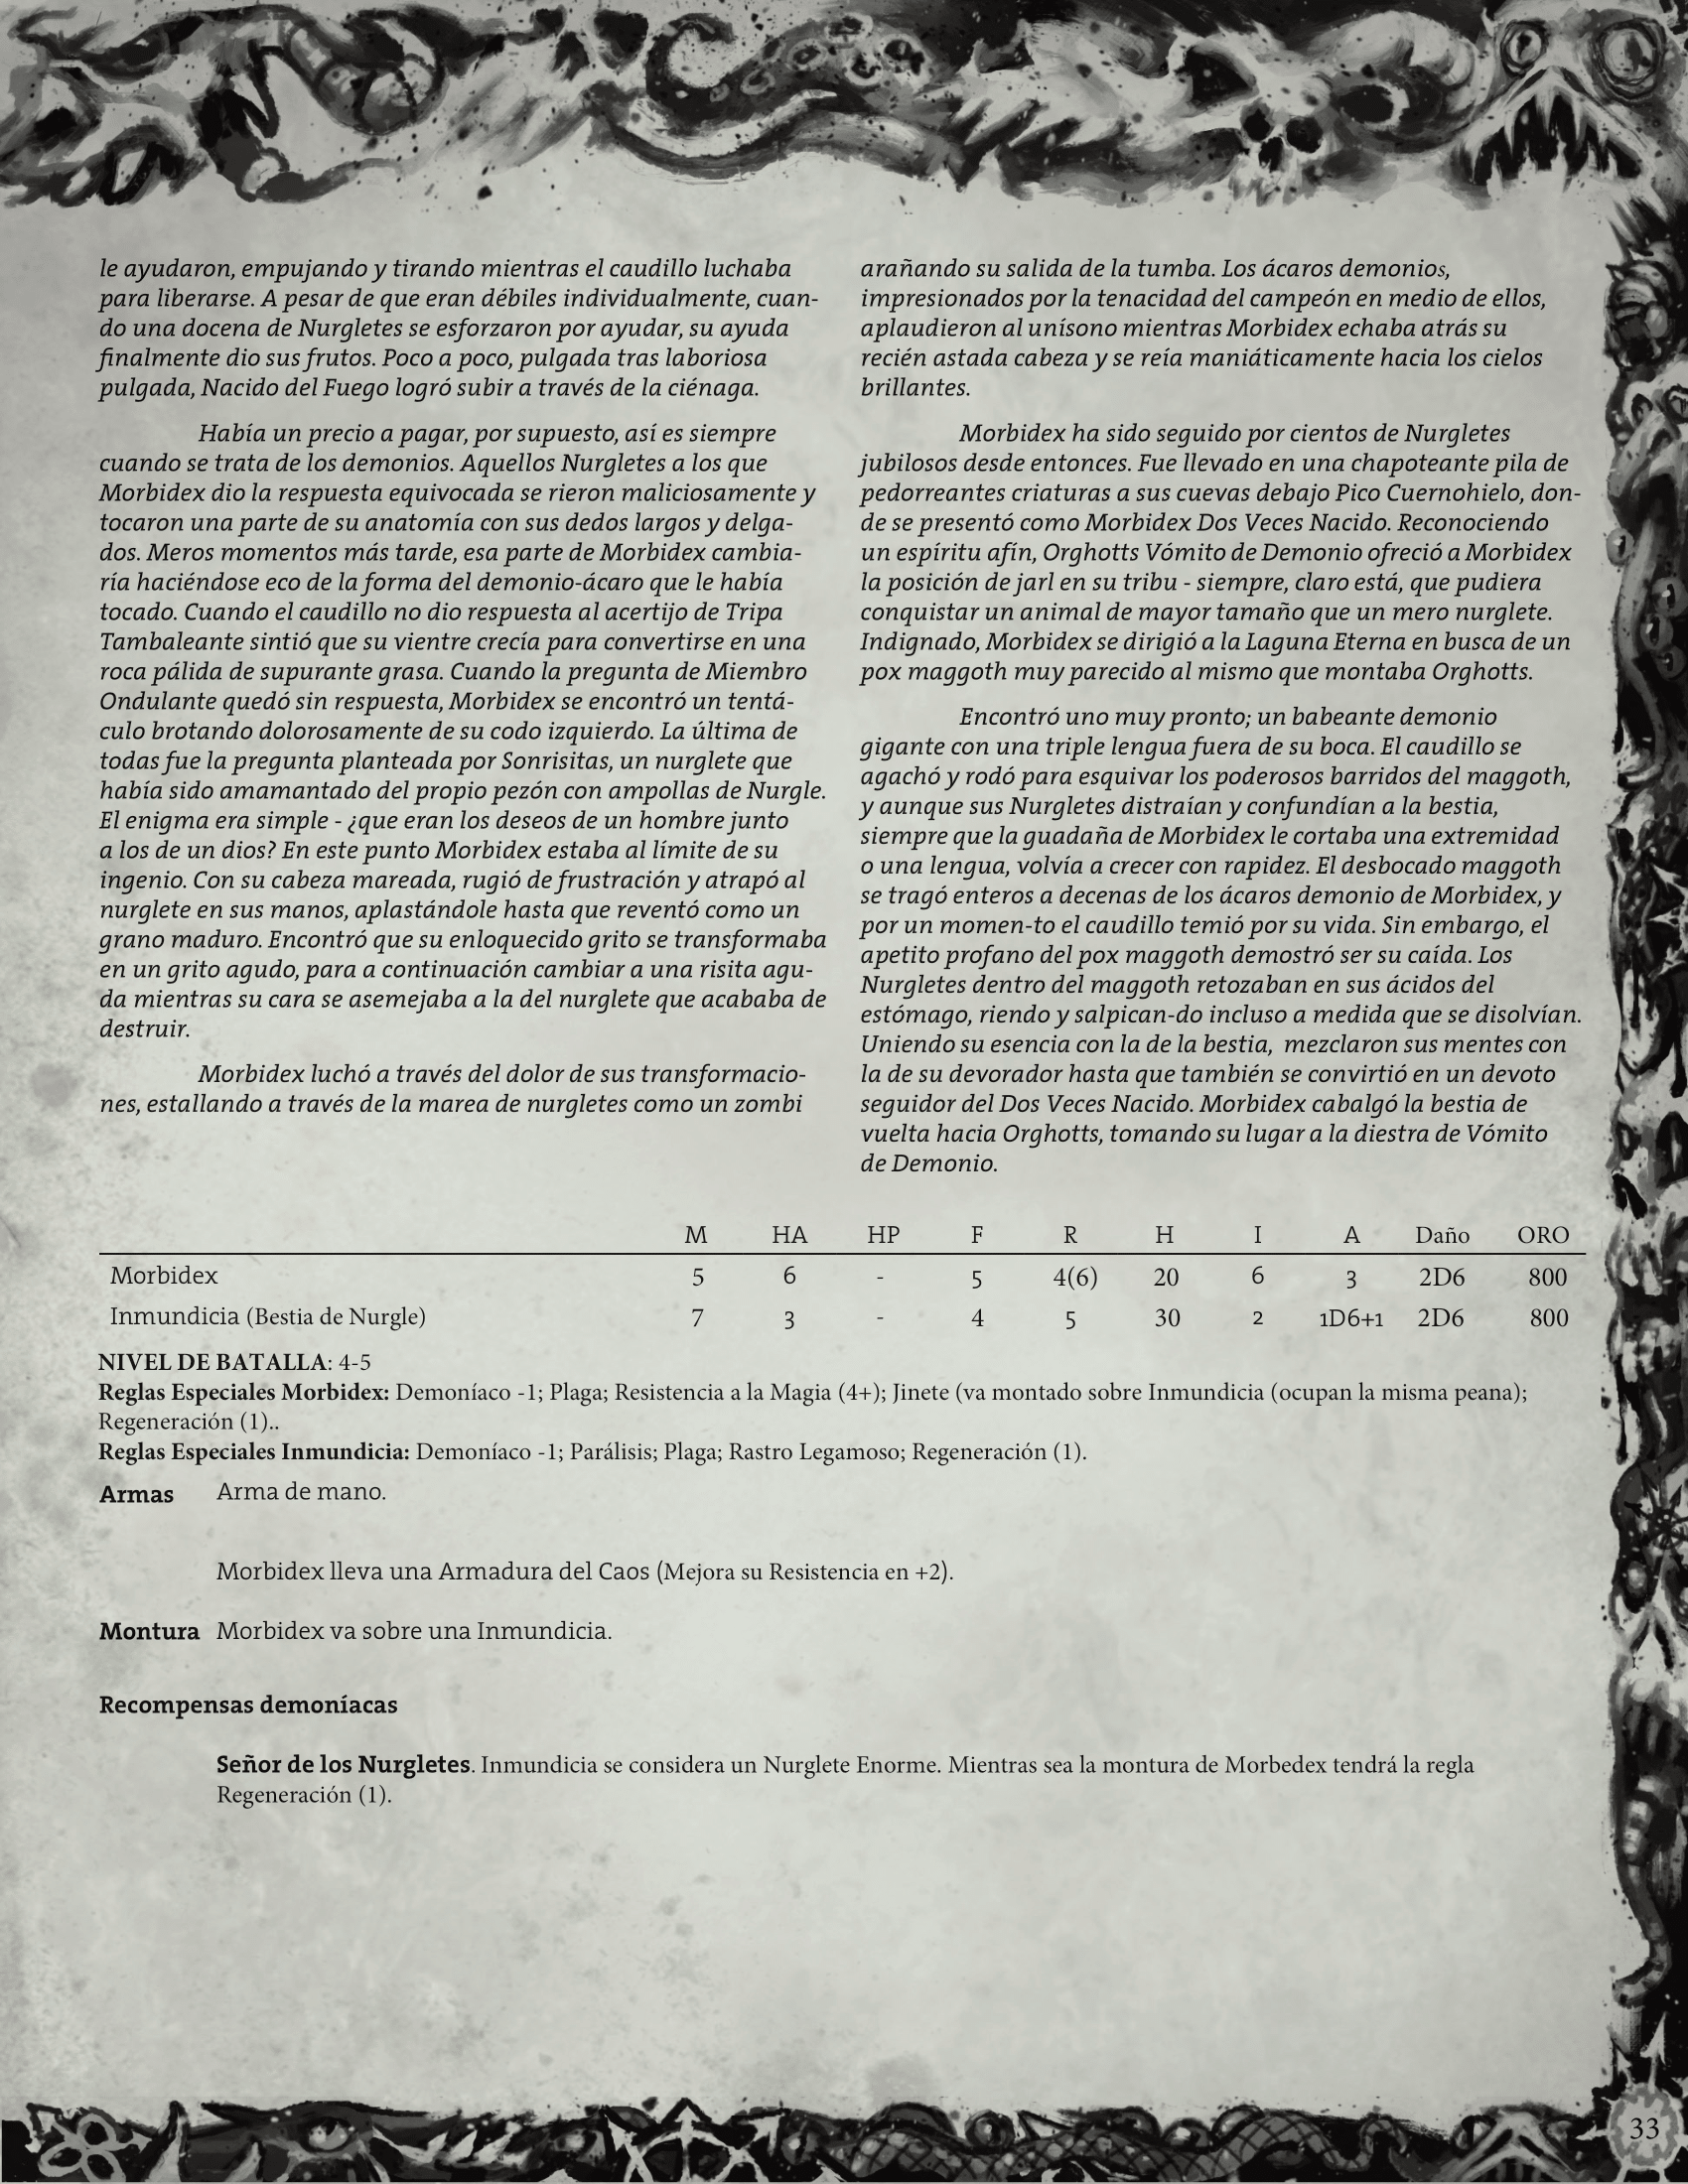 le ayudaron, empujando y tirando mientras el caudillo luchaba
para liberarse. A pesar de que eran débiles individualmente, cuan-
do una docena de Nurgletes se esforzaron por ayudar, su ayuda
finalmente dio sus frutos. Poco a poco, pulgada tras laboriosa
pulgada, Nacido del Fuego logró subir a través de la ciénaga.
Había un precio a pagar, por supuesto, así es siempre
cuando se trata de los demonios. Aquellos Nurgletes a los que
Morbidex dio la respuesta equivocada se rieron maliciosamente y
tocaron una parte de su anatomía con sus dedos largos y delga-
dos. Meros momentos más tarde, esa parte de Morbidex cambia-
ría haciéndose eco de la forma del demonio-ácaro que le había
tocado. Cuando el caudillo no dio respuesta al acertijo de Tripa
Tambaleante sintió que su vientre crecía para convertirse en una
roca pálida de supurante grasa. Cuando la pregunta de Miembro
Ondulante quedó sin respuesta, Morbidex se encontró un tentá-
culo brotando dolorosamente de su codo izquierdo. La última de
todas fue la pregunta planteada por Sonrisitas, un nurglete que
había sido amamantado del propio pezón con ampollas de Nurgle.
El enigma era simple - ¿que eran los deseos de un hombre junto
a los de un dios? En este punto Morbidex estaba al límite de su
ingenio. Con su cabeza mareada, rugió de frustración y atrapó al
nurglete en sus manos, aplastándole hasta que reventó como un
grano maduro. Encontró que su enloquecido grito se transformaba
en un grito agudo, para a continuación cambiar a una risita agu-
da mientras su cara se asemejaba a la del nurglete que acababa de
destruir.
Morbidex luchó a través del dolor de sus transformacio-
nes, estallando a través de la marea de nurgletes como un zombi
arañando su salida de la tumba. Los ácaros demonios,
impresionados por la tenacidad del campeón en medio de ellos,
aplaudieron al unísono mientras Morbidex echaba atrás su
recién astada cabeza y se reía maniáticamente hacia los cielos
brillantes.
Morbidex ha sido seguido por cientos de Nurgletes
jubilosos desde entonces. Fue llevado en una chapoteante pila de
pedorreantes criaturas a sus cuevas debajo Pico Cuernohielo, don-
de se presentó como Morbidex Dos Veces Nacido. Reconociendo
un espíritu afín, Orghotts Vómito de Demonio ofreció a Morbidex
la posición de jarl en su tribu - siempre, claro está, que pudiera
conquistar un animal de mayor tamaño que un mero nurglete.
Indignado, Morbidex se dirigió a la Laguna Eterna en busca de un
pox maggoth muy parecido al mismo que montaba Orghotts.
Encontró uno muy pronto; un babeante demonio
gigante con una triple lengua fuera de su boca. El caudillo se
agachó y rodó para esquivar los poderosos barridos del maggoth,
y aunque sus Nurgletes distraían y confundían a la bestia,
siempre que la guadaña de Morbidex le cortaba una extremidad
o una lengua, volvía a crecer con rapidez. El desbocado maggoth
se tragó enteros a decenas de los ácaros demonio de Morbidex, y
por un momen-to el caudillo temió por su vida. Sin embargo, el
apetito profano del pox maggoth demostró ser su caída. Los
Nurgletes dentro del maggoth retozaban en sus ácidos del
estómago, riendo y salpican-do incluso a medida que se disolvían.
Uniendo su esencia con la de la bestia,  mezclaron sus mentes con
la de su devorador hasta que también se convirtió en un devoto
seguidor del Dos Veces Nacido. Morbidex cabalgó la bestia de
vuelta hacia Orghotts, tomando su lugar a la diestra de Vómito
de Demonio.
M HA HP F R H I A Daño ORO
Morbidex 5 6 - 5 4(6) 20 6 3 2D6 800
Inmundicia (Bestia de Nurgle) 7 3 - 4 5 30 2 1D6+1 2D6 800
NIVEL DE BATALLA: 4-5
Reglas Especiales Morbidex: Demoníaco -1; Plaga; Resistencia a la Magia (4+); Jinete (va montado sobre Inmundicia (ocupan la misma peana);
Regeneración (1)..
Reglas Especiales Inmundicia: Demoníaco -1; Parálisis; Plaga; Rastro Legamoso; Regeneración (1).
Armas Arma de mano.
Morbidex lleva una Armadura del Caos (Mejora su Resistencia en +2).
Montura Morbidex va sobre una Inmundicia.
Recompensas demoníacas
Señor de los Nurgletes. Inmundicia se considera un Nurglete Enorme. Mientras sea la montura de Morbedex tendrá la regla
Regeneración (1).
33